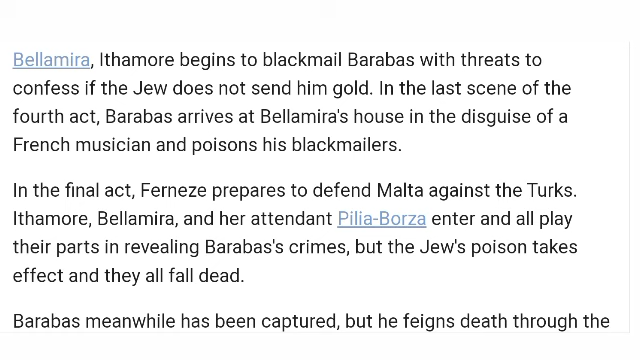 Bellamira, Ithamore begins to blackmail Barabas with threats to
confess if the Jew does not send him gold. In the last scene of the
fourth act, Barabas arrives at Bellamira's house in the disguise of a
French musician and poisons his blackmailers.
In the final act, Ferneze prepares to defend Malta against the Turks.
Ithamore, Bellamira, and her attendant Pilia-Borza enter and all play
their parts in revealing Barabas's crimes, but the Jew's poison takes
effect and they all fall dead.
Barabas meanwhile has been captured, but he feigns death through the